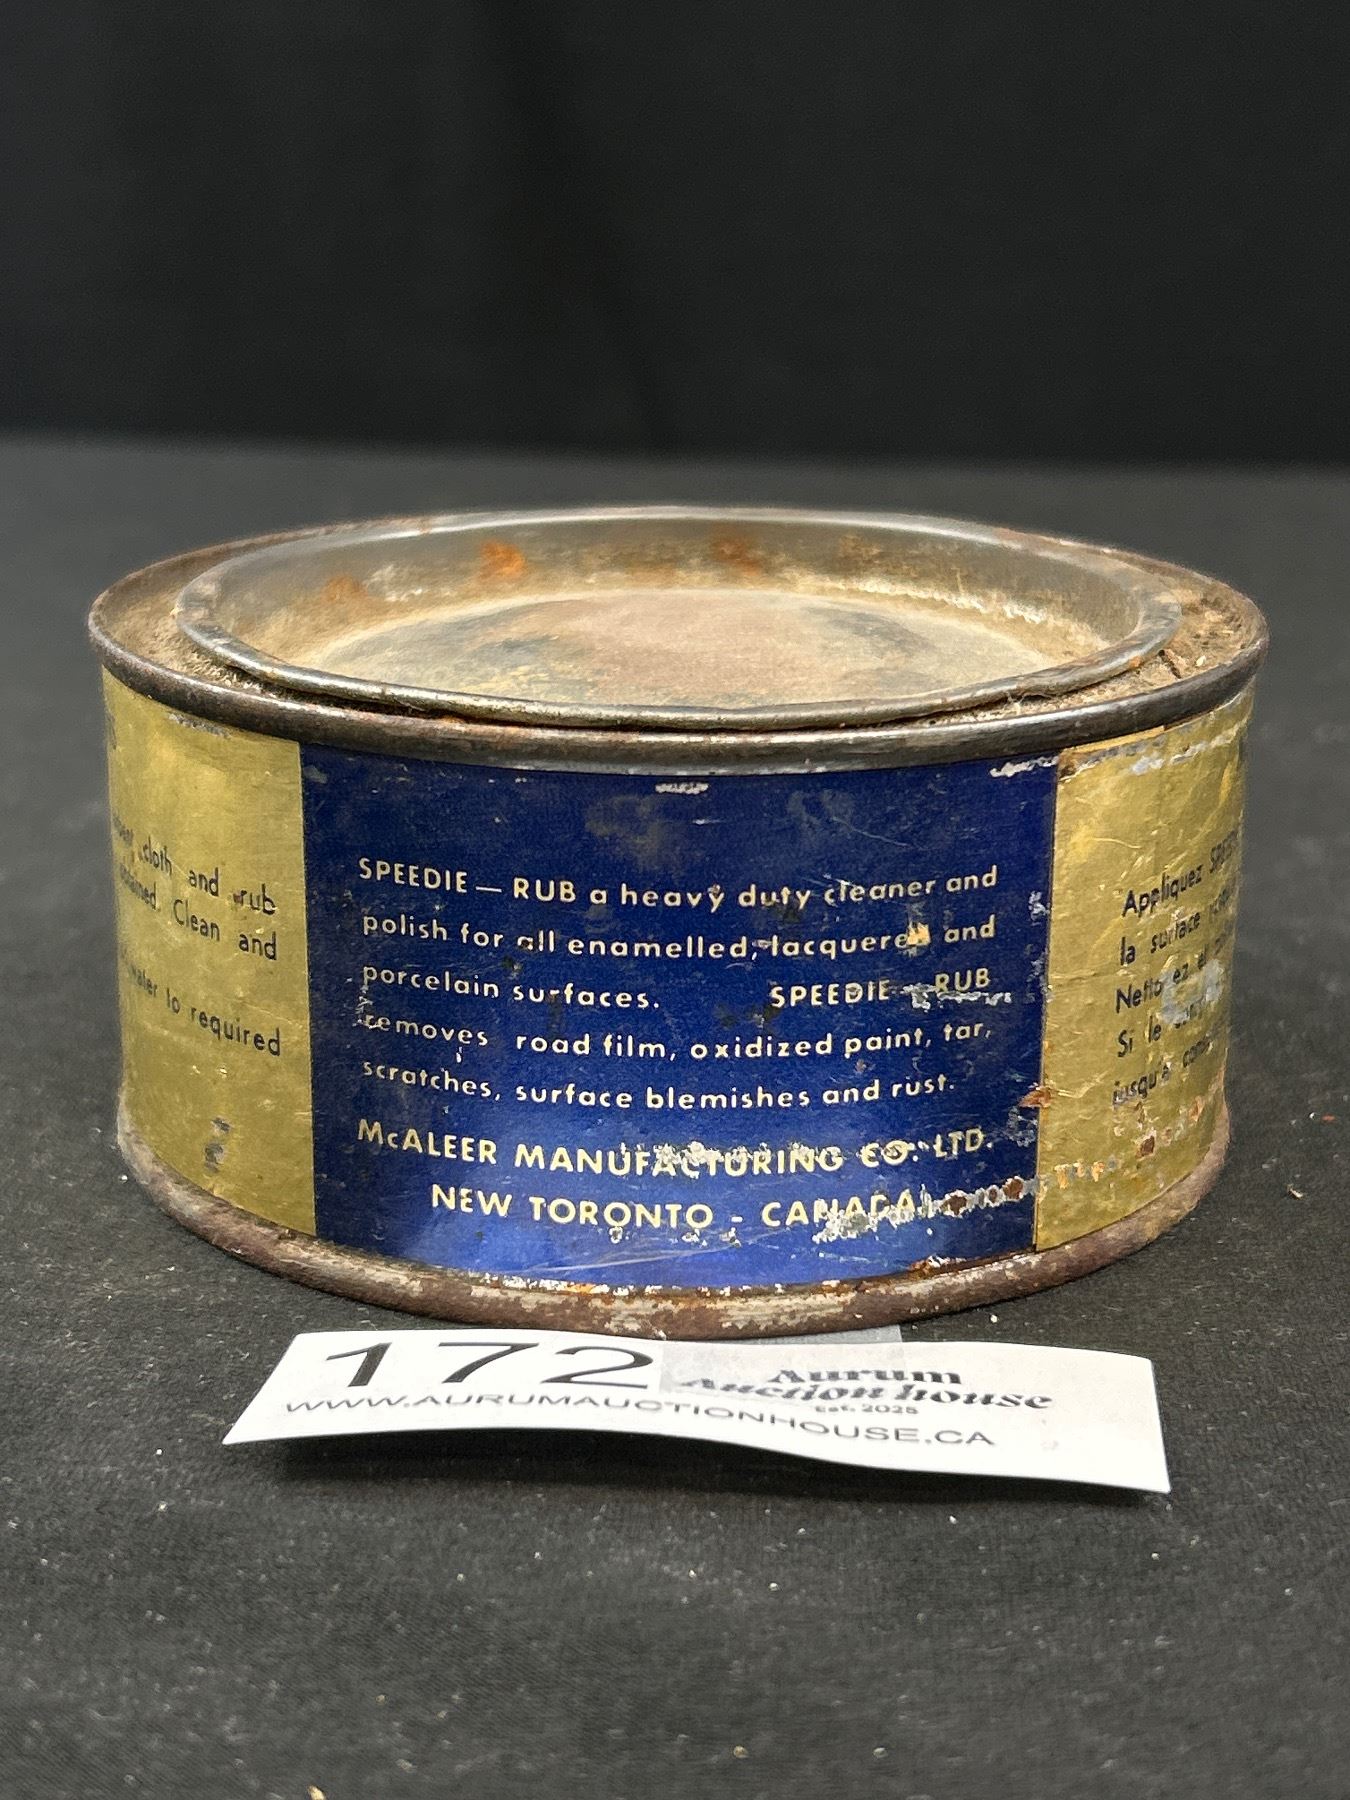 cloth and rub
Clean and
water to required
SPEEDIE — RUB a heavy duty cleaner and
polish for all enamelled, lacquered and
porcelain surfaces. SPEEDIE — RUB
removes road film, oxidized paint, tar,
scratches, surface blemishes and rust.
McALEER MANUFACTURING CO. LTD.
NEW TORONTO - CANADA
Appliquez
la surface
Si le
jusqu'à
172 Aurum
Auction house
est. 2025
WWW.AURUMAUCTIONHOUSE.CA